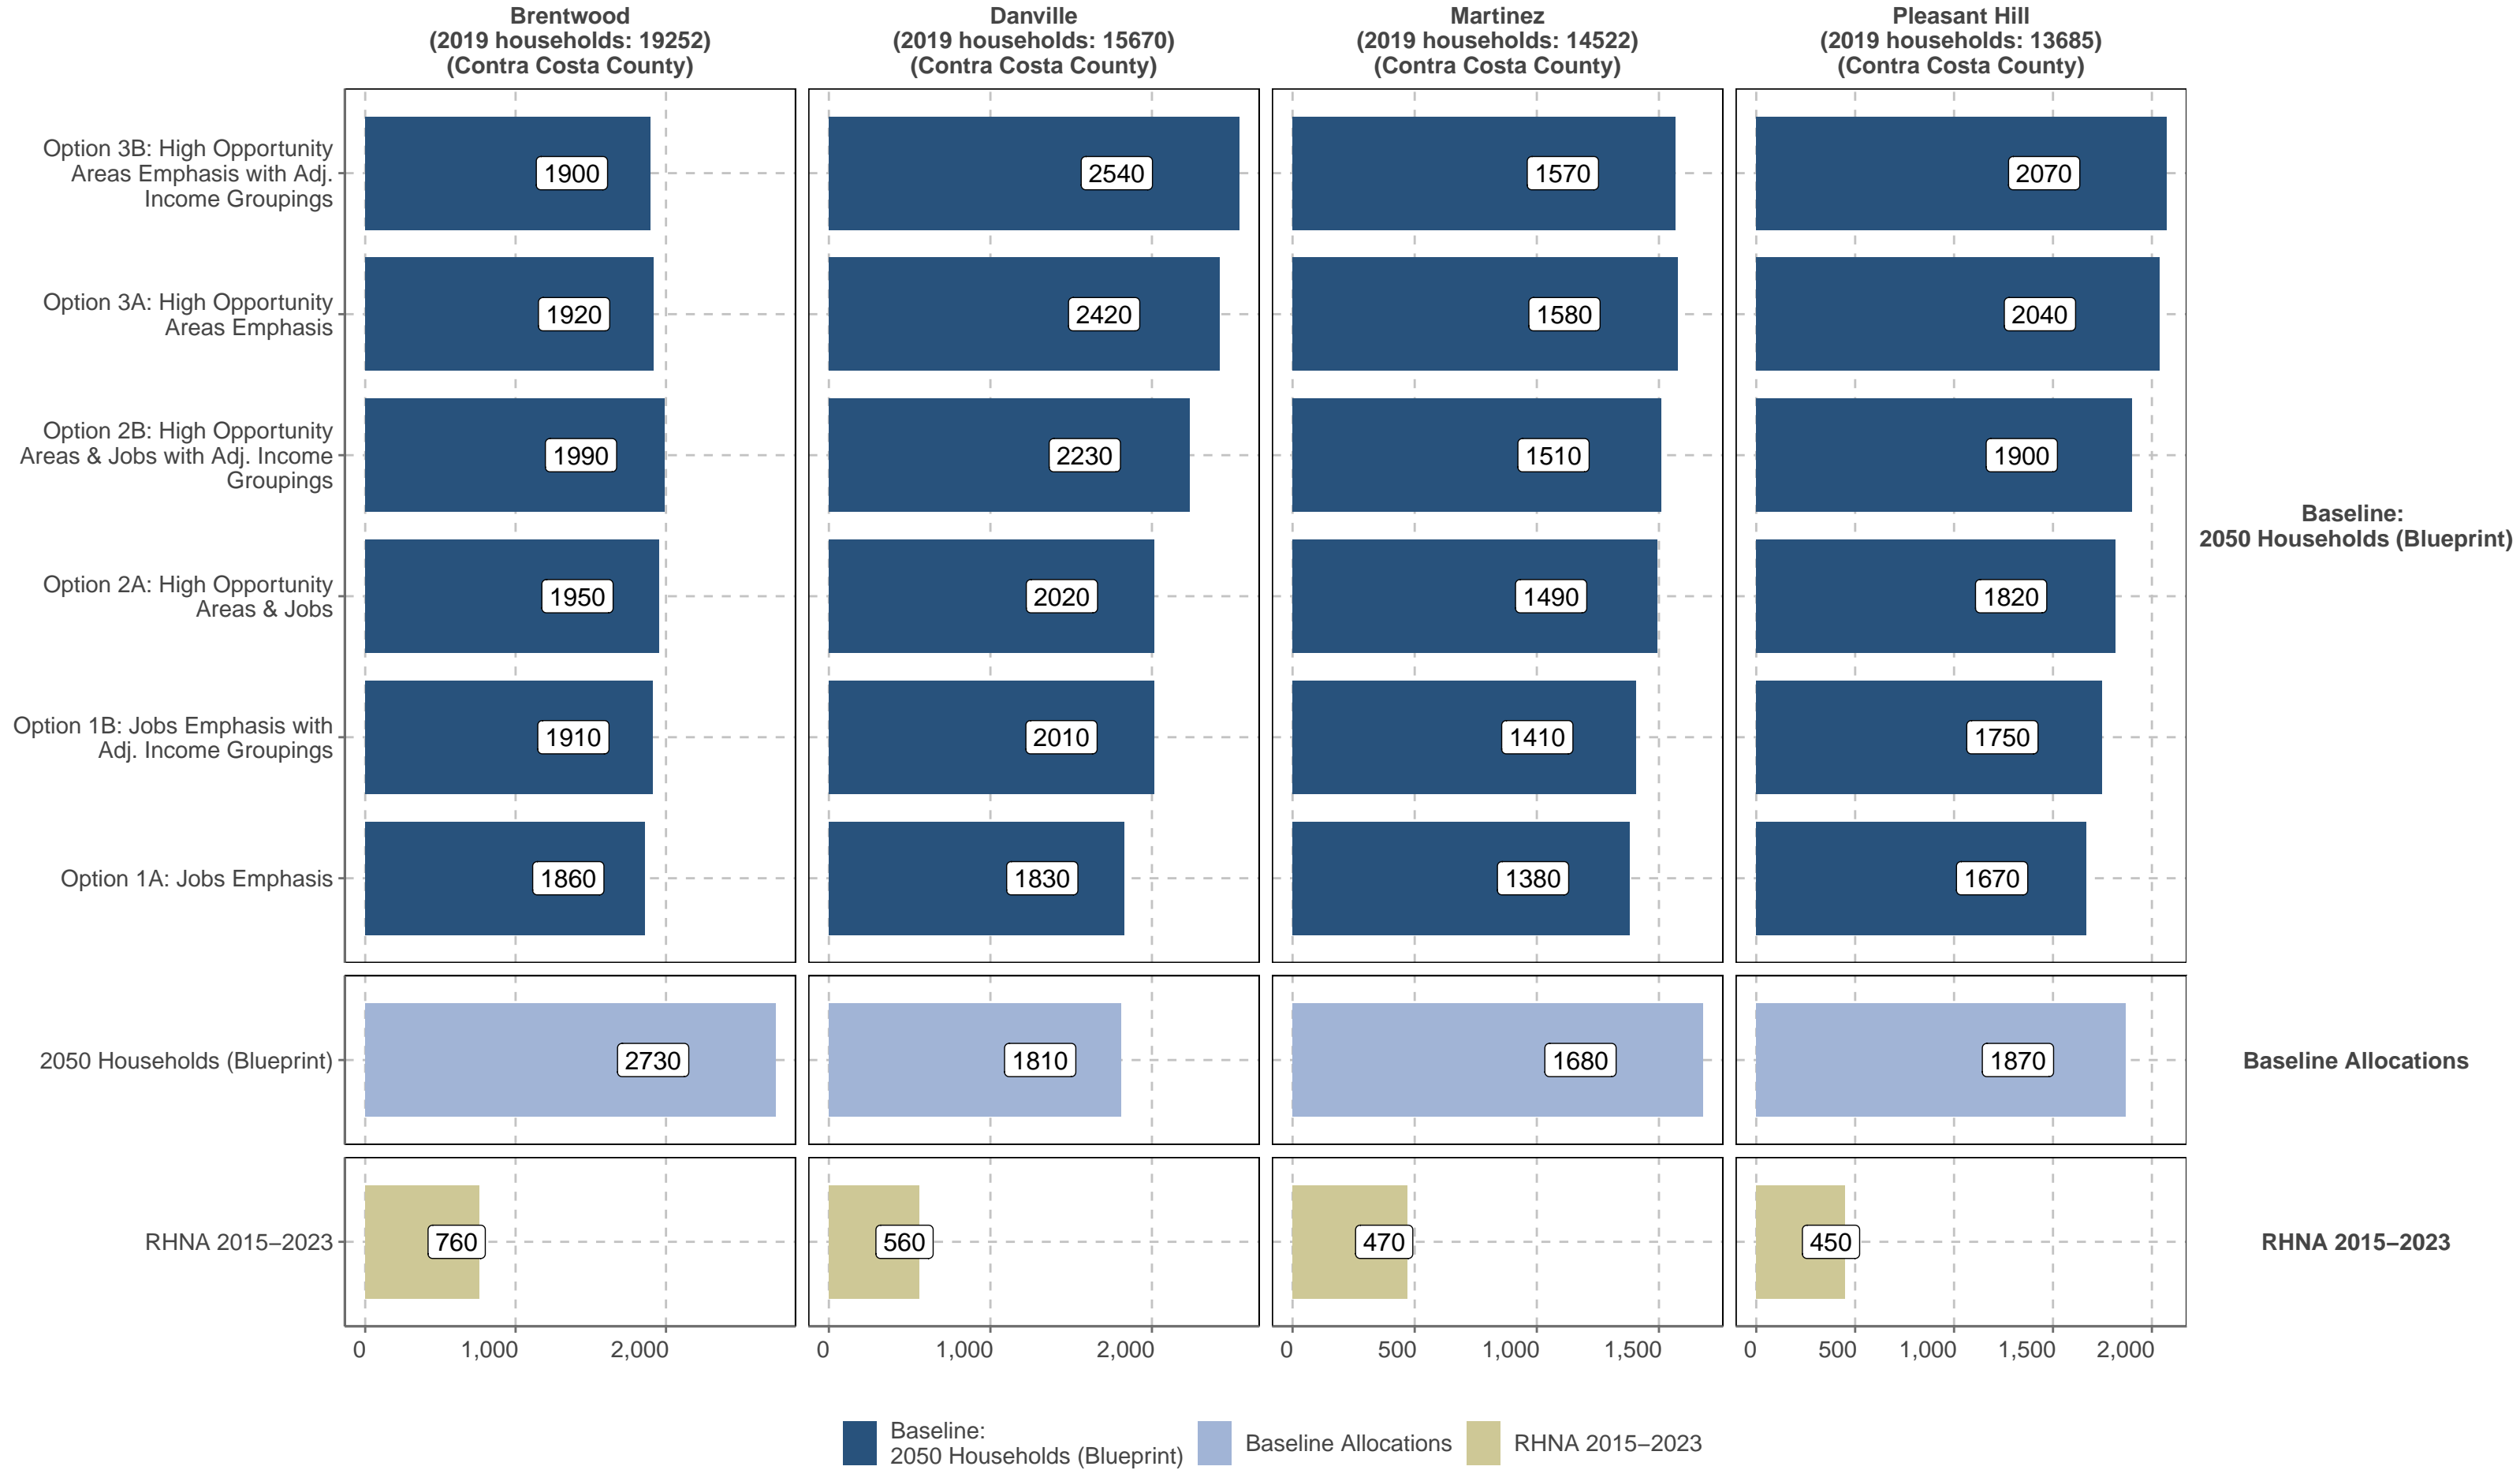 Brentwood
(2019 households: 19252)
(Contra Costa County)
Danville
(2019 households: 15670)
(Contra Costa County)
Martinez
(2019 households: 14522)
(Contra Costa County)
Pleasant Hill
(2019 households: 13685)
(Contra Costa County)
Option 3B: High Opportunity
Areas Emphasis with Adj.
Income Groupings
1900
2540
1570
2070
Option 3A: High Opportunity
Areas Emphasis
1920
2420
1580
2040
Option 2B: High Opportunity
Areas & Jobs with Adj. Income
Groupings
1990
2230
1510
1900
Baseline:
2050 Households (Blueprint)
Option 2A: High Opportunity
Areas & Jobs
1950
2020
1490
1820
Option 1B: Jobs Emphasis with
Adj. Income Groupings
1910
2010
1410
1750
Option 1A: Jobs Emphasis
1860
1830
1380
1670
2050 Households (Blueprint)
2730
1810
1680
1870
Baseline Allocations
RHNA 2015–2023
760
560
470
450
RHNA 2015–2023
0 1,000 2,000
0 1,000 2,000
0 500 1,000 1,500
0 500 1,000 1,500 2,000
Baseline:
2050 Households (Blueprint)
Baseline Allocations
RHNA 2015–2023